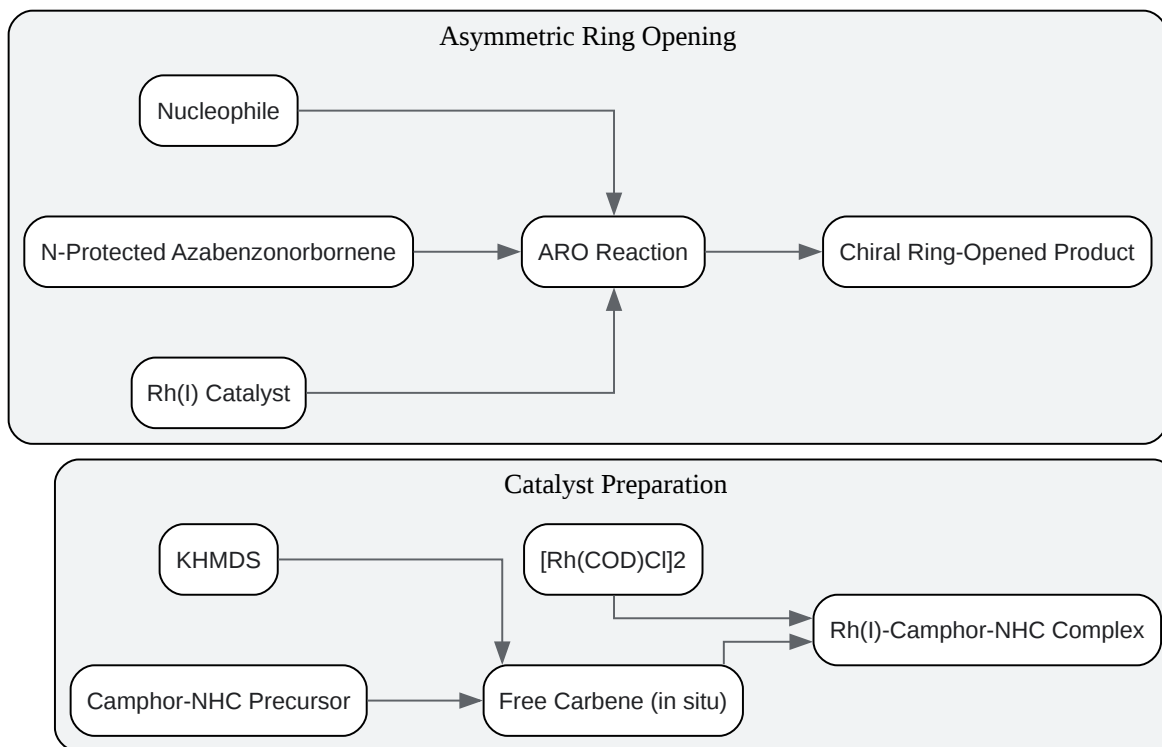 Asymmetric Ring Opening
Nucleophile
N-Protected Azabenzonorbornene
ARO Reaction
Chiral Ring-Opened Product
Rh(I) Catalyst
Catalyst Preparation
KHMDS
[Rh(COD)Cl]2
Rh(I)-Camphor-NHC Complex
Camphor-NHC Precursor
Free Carbene (in situ)